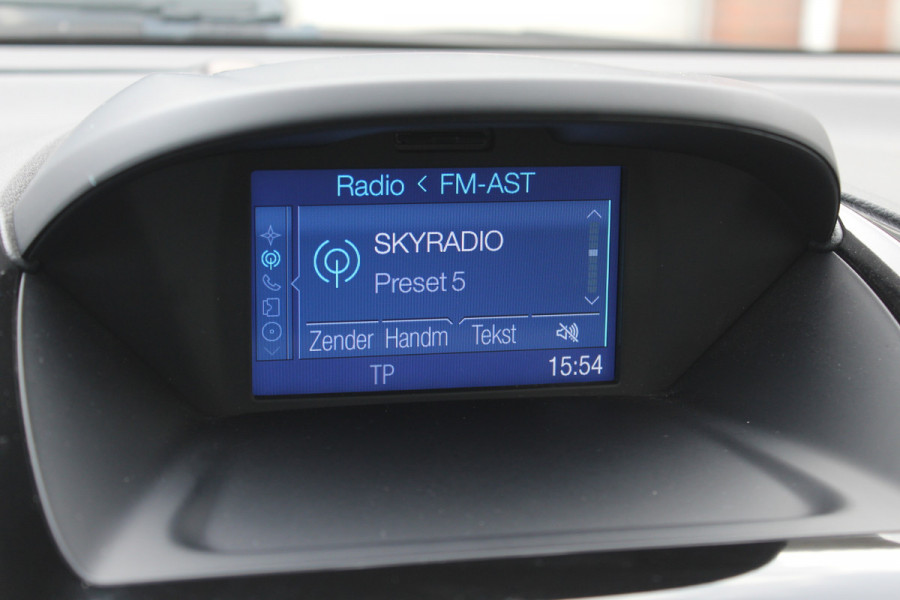 Radio < FM-AST
SKYRADIO
Preset 5
Zender Handm Tekst
TP 15:54